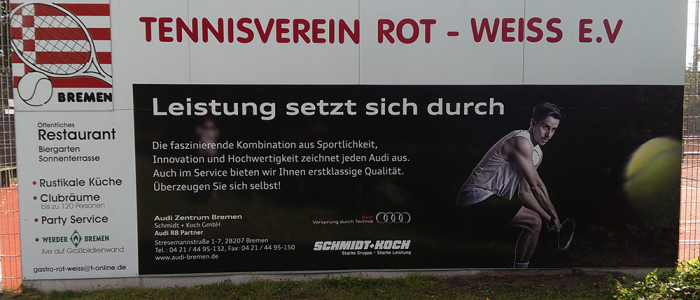 TENNISVEREIN ROT - WEISS E.V
BREMEN
Öffentliches
Restaurant
Biergarten
Sonnenterrasse
• Rustikale Küche
• Clubräume
bis zu 120 Personen
• Party Service
• WERDER BREMEN
live auf Großbildleinwand
gastro-rot-weiss@t-online.de
Leistung setzt sich durch
Die faszinierende Kombination aus Sportlichkeit,
Innovation und Hochwertigkeit zeichnet jeden Audi aus.
Auch im Service bieten wir Ihnen erstklassige Qualität.
Überzeugen Sie sich selbst!
Audi Zentrum Bremen
Schmidt + Koch GmbH
Audi R8 Partner
Stresemannstraße 1-7, 28207 Bremen
Tel.: 04 21 / 44 95-132, Fax: 04 21 / 44 95-150
www.audi-bremen.de
Audi
Vorsprung durch Technik
SCHMIDT+KOCH
Starke Gruppe - Starke Leistung